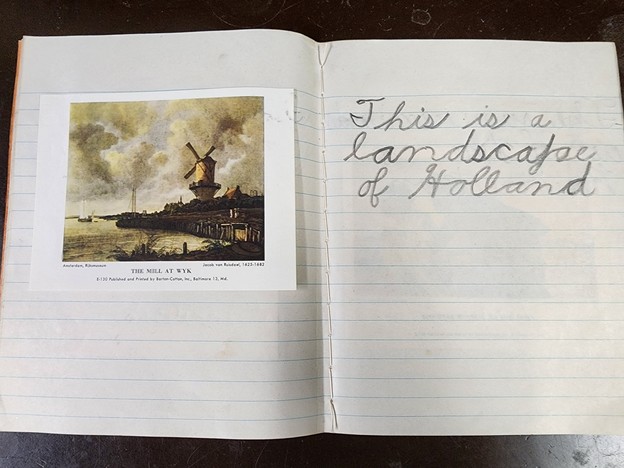 Amsterdam, Rijksmuseum
Jacob van Ruisdael, 1625-1682
THE MILL AT WYK
E-150 Published and Printed by Barton-Cotton, Inc., Baltimore 13, Md.
This is a
landscape
of Holland